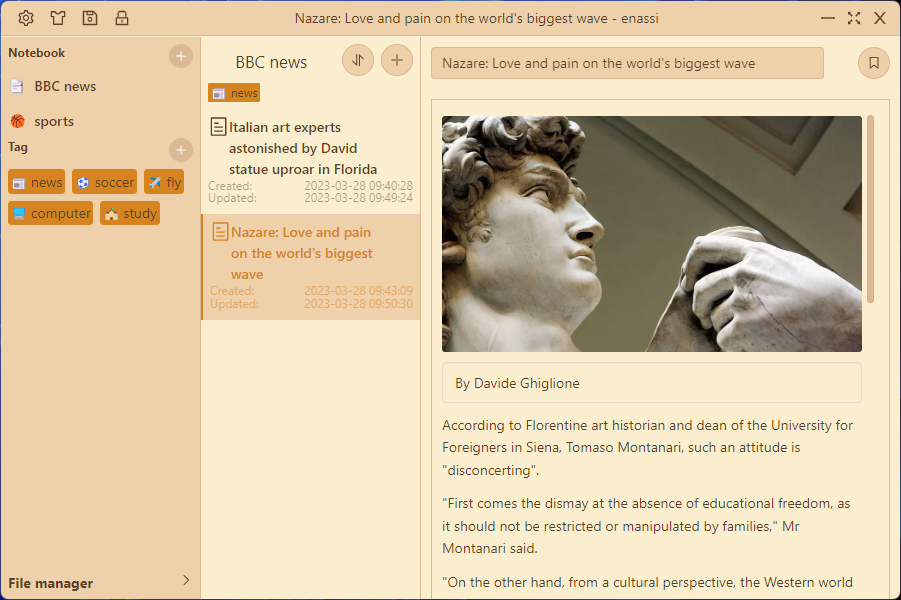 Nazare: Love and pain on the world's biggest wave - enassi
Notebook
BBC news
sports
Tag
news
soccer
fly
computer
study
File manager
BBC news
news
Italian art experts
astonished by David
statue uproar in Florida
Created: 2023-03-28 09:40:28
Updated: 2023-03-28 09:49:24
Nazare: Love and pain
on the world's biggest
wave
Created: 2023-03-28 09:43:09
Updated: 2023-03-28 09:50:30
Nazare: Love and pain on the world's biggest wave
By Davide Ghiglione
According to Florentine art historian and dean of the University for
Foreigners in Siena, Tomaso Montanari, such an attitude is
"disconcerting".
"First comes the dismay at the absence of educational freedom, as
it should not be restricted or manipulated by families," Mr
Montanari said.
"On the other hand, from a cultural perspective, the Western world